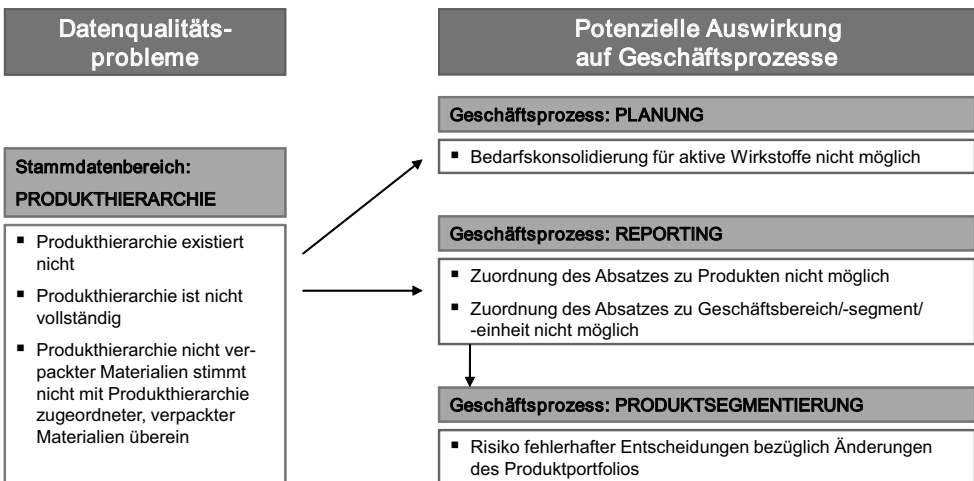 Datenqualitäts-
probleme
Stammdatenbereich:
PRODUKTHIERARCHIE
▪ Produkthierarchie existiert
nicht
▪ Produkthierarchie ist nicht
vollständig
▪ Produkthierarchie nicht ver-
packter Materialien stimmt
nicht mit Produkthierarchie
zugeordneter, verpackter
Materialien überein
Potenzielle Auswirkung
auf Geschäftsprozesse
Geschäftsprozess: PLANUNG
▪ Bedarfskonsolidierung für aktive Wirkstoffe nicht möglich
Geschäftsprozess: REPORTING
▪ Zuordnung des Absatzes zu Produkten nicht möglich
▪ Zuordnung des Absatzes zu Geschäftsbereich/-segment/
-einheit nicht möglich
Geschäftsprozess: PRODUKTSEGMENTIERUNG
▪ Risiko fehlerhafter Entscheidungen bezüglich Änderungen
des Produktportfolios